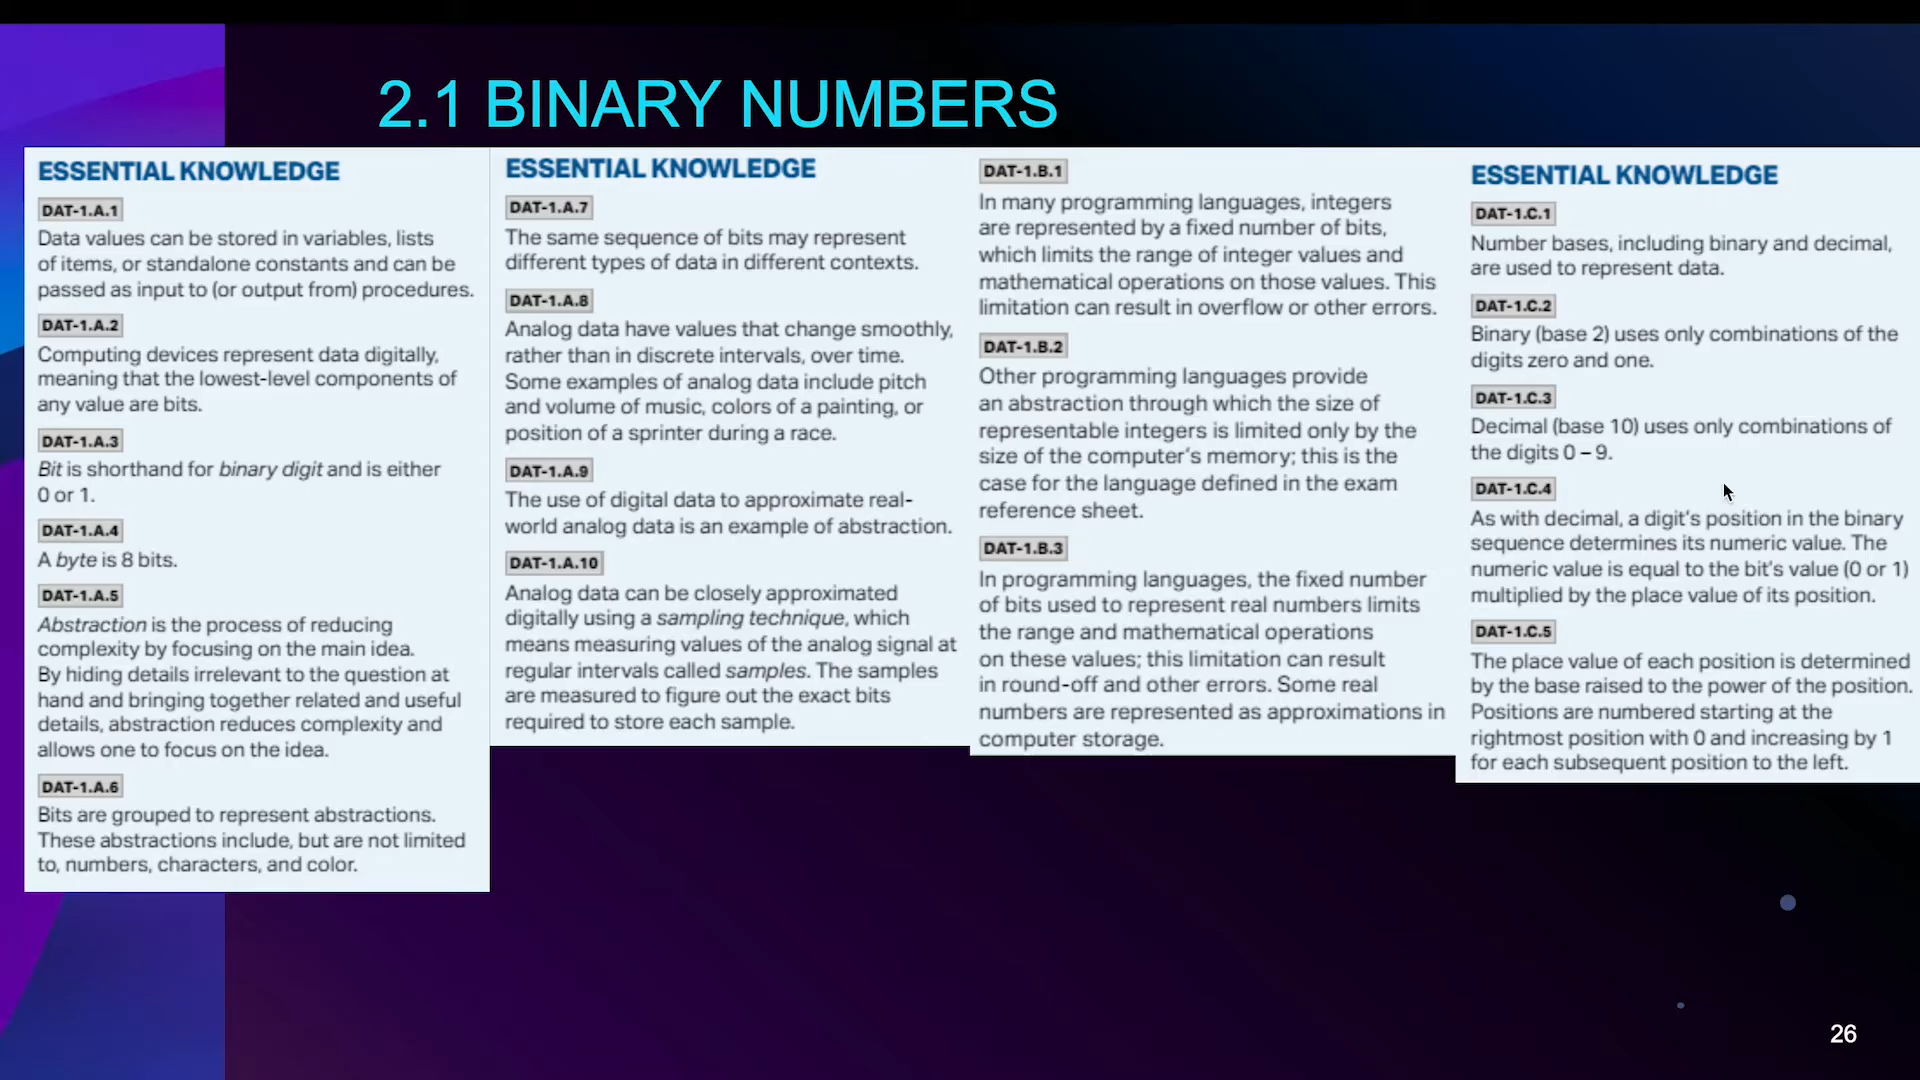 2.1 BINARY NUMBERS
ESSENTIAL KNOWLEDGE
DAT-1.A.1
Data values can be stored in variables, lists
of items, or standalone constants and can be
passed as input to (or output from) procedures.
DAT-1.A.2
Computing devices represent data digitally,
meaning that the lowest-level components of
any value are bits.
DAT-1.A.3
Bit is shorthand for binary digit and is either
0 or 1.
DAT-1.A.4
A byte is 8 bits.
DAT-1.A.5
Abstraction is the process of reducing
complexity by focusing on the main idea.
By hiding details irrelevant to the question at
hand and bringing together related and useful
details, abstraction reduces complexity and
allows one to focus on the idea.
DAT-1.A.6
Bits are grouped to represent abstractions.
These abstractions include, but are not limited
to, numbers, characters, and color.
ESSENTIAL KNOWLEDGE
DAT-1.A.7
The same sequence of bits may represent
different types of data in different contexts.
DAT-1.A.8
Analog data have values that change smoothly,
rather than in discrete intervals, over time.
Some examples of analog data include pitch
and volume of music, colors of a painting, or
position of a sprinter during a race.
DAT-1.A.9
The use of digital data to approximate real-
world analog data is an example of abstraction.
DAT-1.A.10
Analog data can be closely approximated
digitally using a sampling technique, which
means measuring values of the analog signal at
regular intervals called samples. The samples
are measured to figure out the exact bits
required to store each sample.
DAT-1.B.1
In many programming languages, integers
are represented by a fixed number of bits,
which limits the range of integer values and
mathematical operations on those values. This
limitation can result in overflow or other errors.
DAT-1.B.2
Other programming languages provide
an abstraction through which the size of
representable integers is limited only by the
size of the computer's memory; this is the
case for the language defined in the exam
reference sheet.
DAT-1.B.3
In programming languages, the fixed number
of bits used to represent real numbers limits
the range and mathematical operations
on these values; this limitation can result
in round-off and other errors. Some real
numbers are represented as approximations in
computer storage.
ESSENTIAL KNOWLEDGE
DAT-1.C.1
Number bases, including binary and decimal,
are used to represent data.
DAT-1.C.2
Binary (base 2) uses only combinations of the
digits zero and one.
DAT-1.C.3
Decimal (base 10) uses only combinations of
the digits 0 – 9.
DAT-1.C.4
As with decimal, a digit's position in the binary
sequence determines its numeric value. The
numeric value is equal to the bit's value (0 or 1)
multiplied by the place value of its position.
DAT-1.C.5
The place value of each position is determined
by the base raised to the power of the position.
Positions are numbered starting at the
rightmost position with 0 and increasing by 1
for each subsequent position to the left.
26